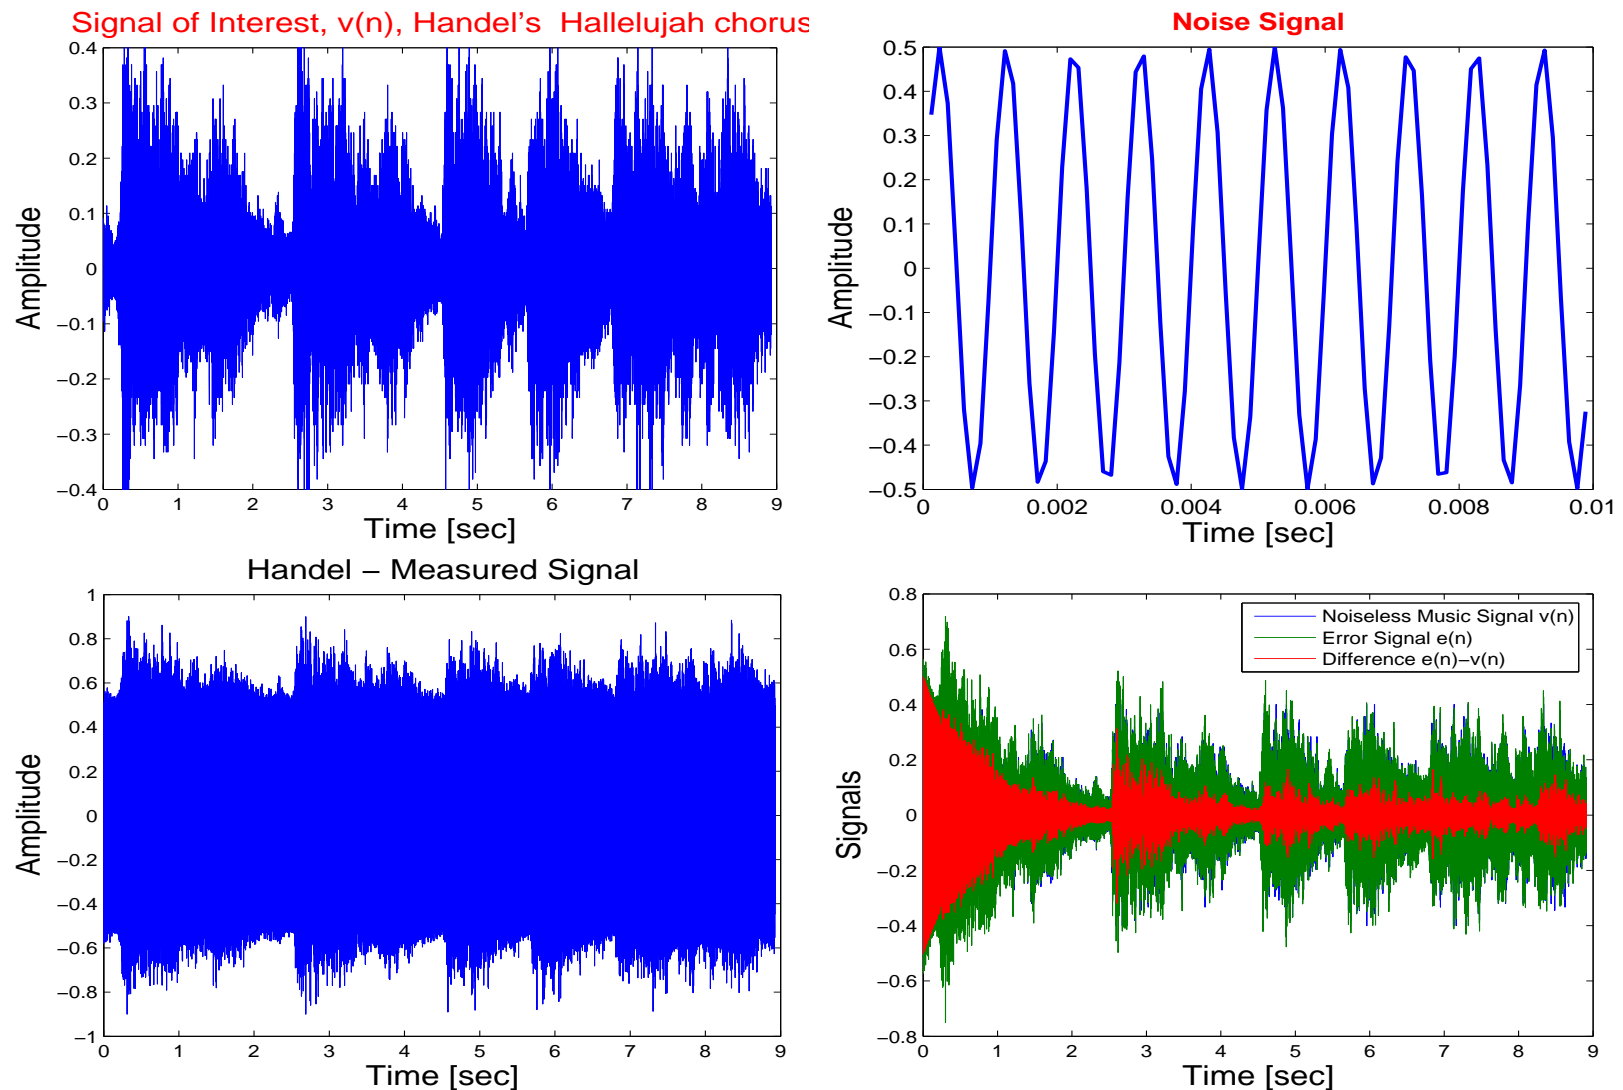 Signal of Interest, v(n), Handel's  Hallelujah chorus
0.4
0.3
0.2
0.1
0
−0.1
−0.2
−0.3
−0.4
Amplitude
0 1 2 3 4 5 6 7 8 9
Time [sec]
Noise Signal
0.5
0.4
0.3
0.2
0.1
0
−0.1
−0.2
−0.3
−0.4
−0.5
Amplitude
0 0.002 0.004 0.006 0.008 0.01
Time [sec]
Handel − Measured Signal
1
0.8
0.6
0.4
0.2
0
−0.2
−0.4
−0.6
−0.8
−1
Amplitude
0 1 2 3 4 5 6 7 8 9
Time [sec]
0.8
0.6
0.4
0.2
0
−0.2
−0.4
−0.6
−0.8
Signals
Noiseless Music Signal v(n)
Error Signal e(n)
Difference e(n)−v(n)
0 1 2 3 4 5 6 7 8 9
Time [sec]